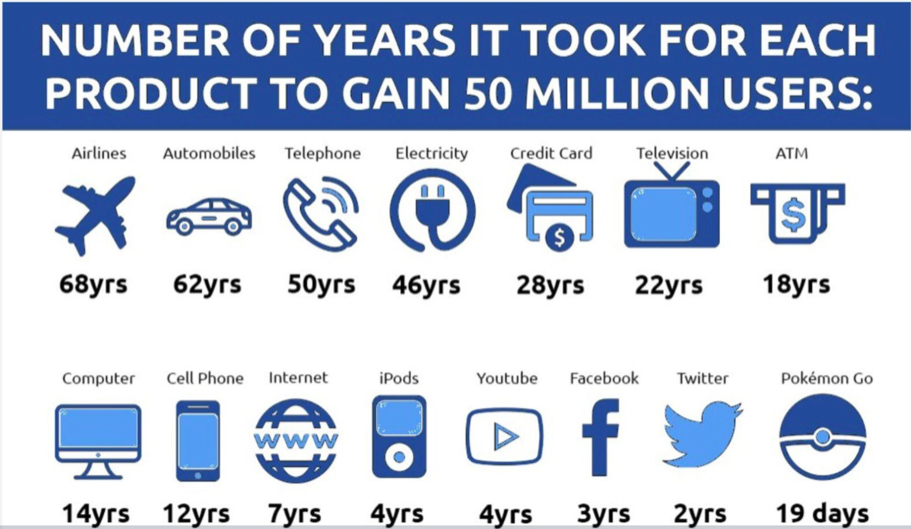 NUMBER OF YEARS IT TOOK FOR EACH
PRODUCT TO GAIN 50 MILLION USERS:
Airlines Automobiles Telephone Electricity Credit Card Television ATM
$ $
68yrs 62yrs 50yrs 46yrs 28yrs 22yrs 18yrs
Computer Cell Phone Internet iPods Youtube Facebook Twitter Pokémon Go
www f
14yrs 12yrs 7yrs 4yrs 4yrs 3yrs 2yrs 19 days